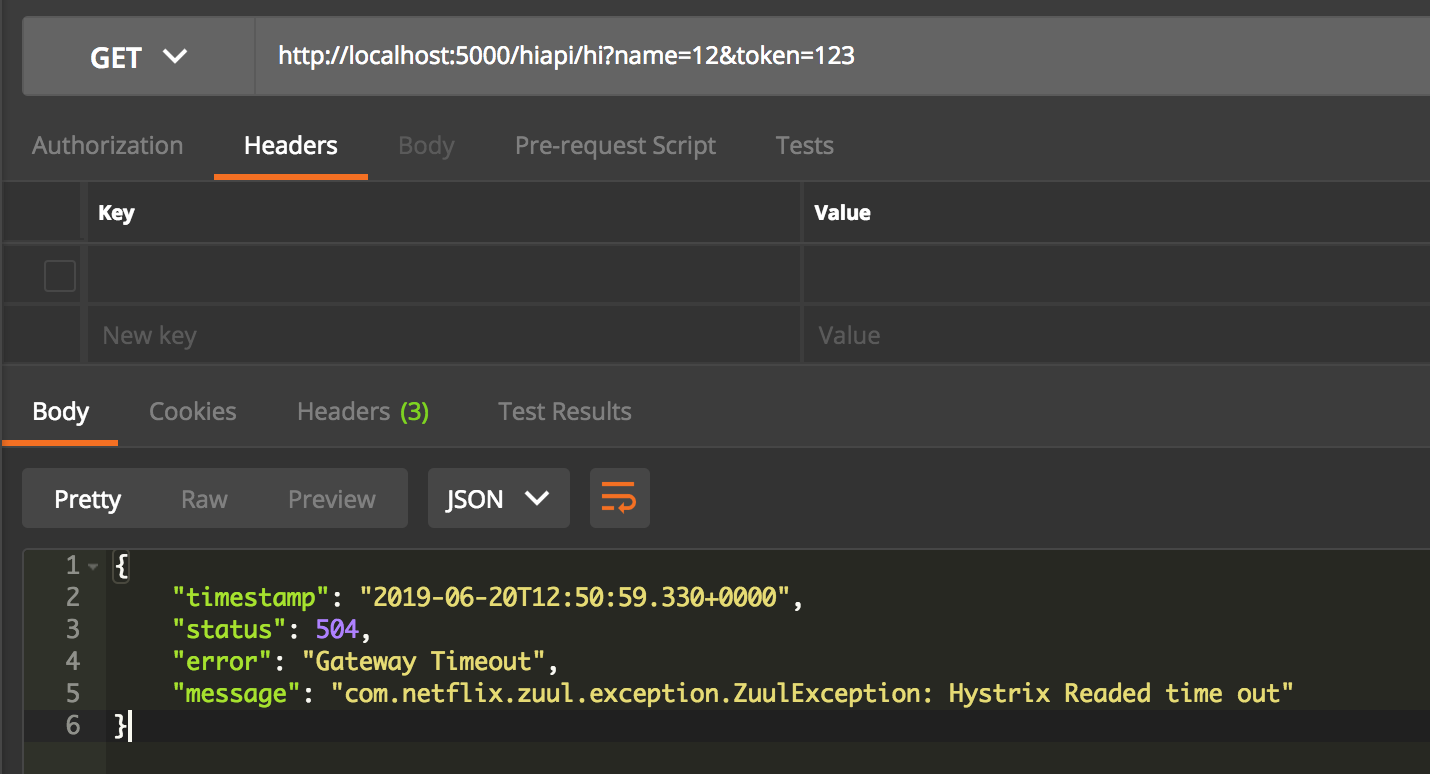 GET http://localhost:5000/hiapi/hi?name=12&token=123
Authorization Headers Body Pre-request Script Tests
Key Value
New key Value
Body Cookies Headers (3) Test Results
Pretty Raw Preview JSON
1 {
2 "timestamp": "2019-06-20T12:50:59.330+0000",
3 "status": 504,
4 "error": "Gateway Timeout",
5 "message": "com.netflix.zuul.exception.ZuulException: Hystrix Readed time out"
6 }